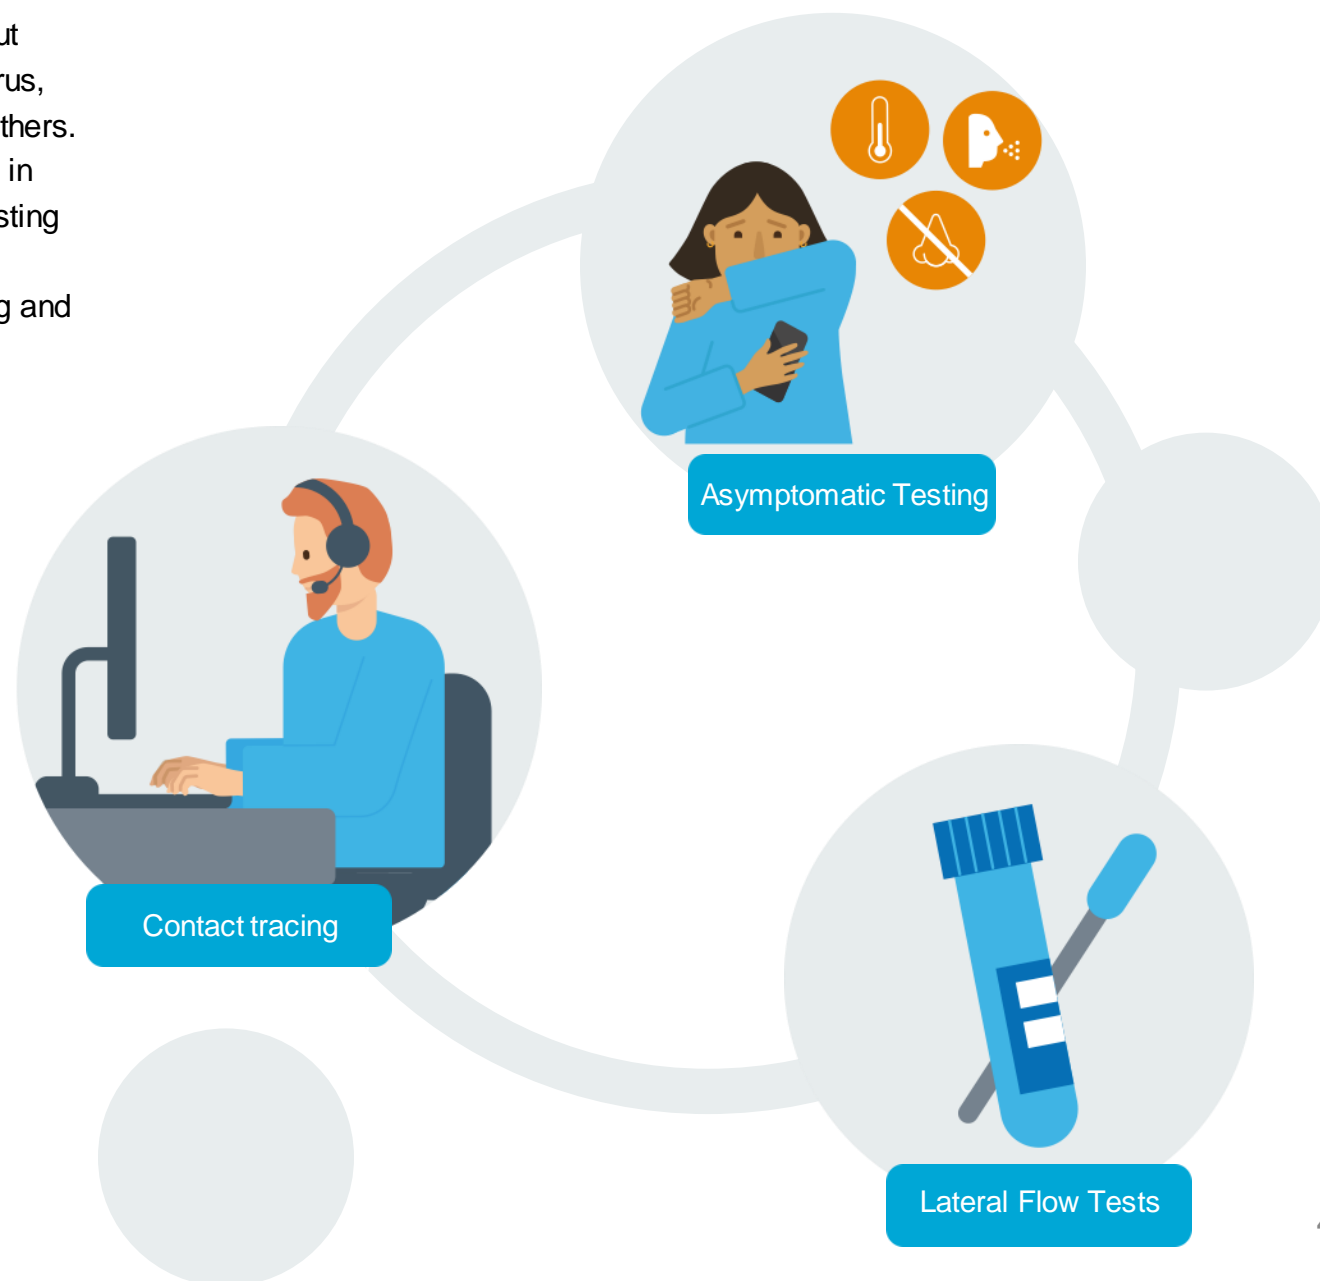 ut
rus,
thers.
in
sting
g and
Asymptomatic Testing
Contact tracing
Lateral Flow Tests